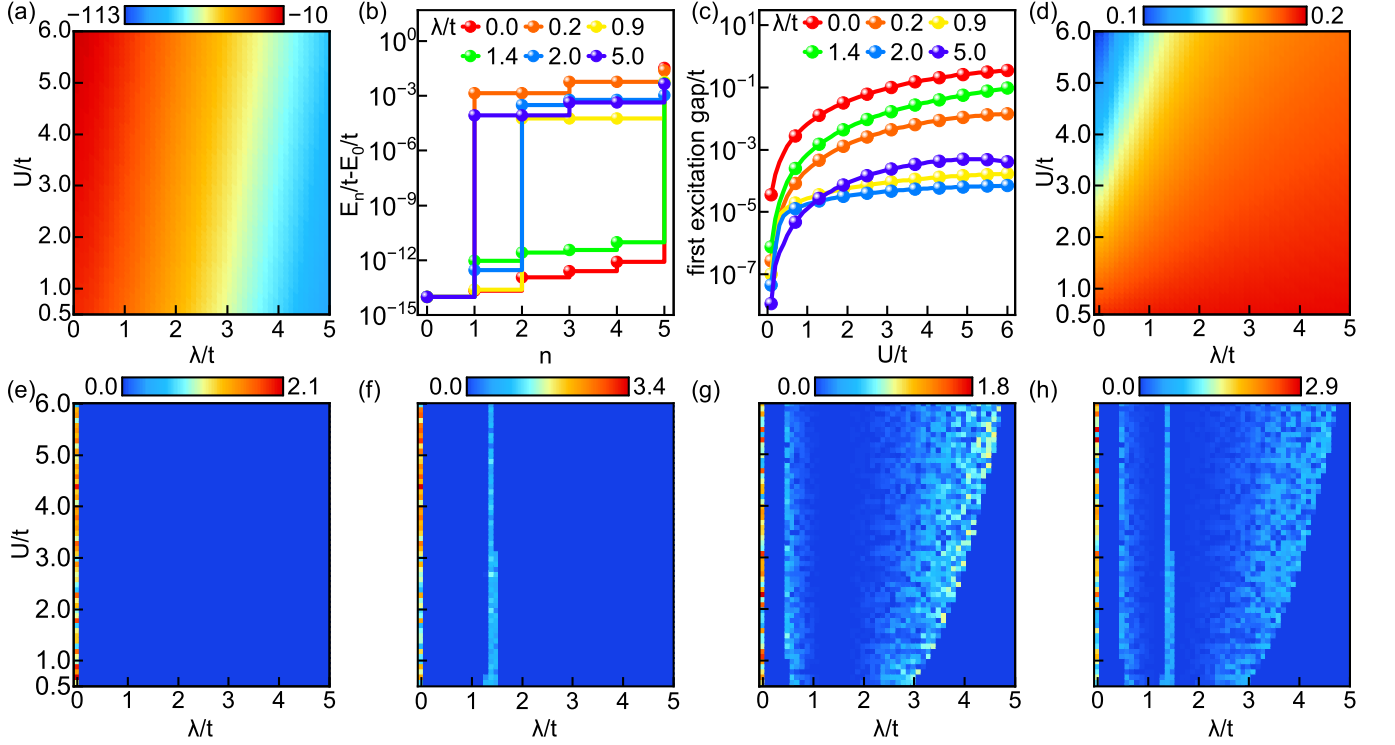 (a) −113 −10
6.0
5.0
4.0
3.0
2.0
1.0
0.5
U/t
0 1 2 3 4 5
λ/t
(b)
λ/t 0.0 0.2 0.9
1.4 2.0 5.0
10^0
10^−3
10^−6
10^−9
10^−12
10^−15
E_n/t-E_0/t
0 1 2 3 4 5
n
(c)
λ/t 0.0 0.2 0.9
1.4 2.0 5.0
10^1
10^−1
10^−3
10^−5
10^−7
first excitation gap/t
0 1 2 3 4 5 6
U/t
(d) 0.1 0.2
6.0
5.0
4.0
3.0
2.0
1.0
0.5
U/t
0 1 2 3 4 5
λ/t
(e) 0.0 2.1
6.0
5.0
4.0
3.0
2.0
1.0
0.5
U/t
0 1 2 3 4 5
λ/t
(f) 0.0 3.4
0 1 2 3 4 5
λ/t
(g) 0.0 1.8
0 1 2 3 4 5
λ/t
(h) 0.0 2.9
0 1 2 3 4 5
λ/t